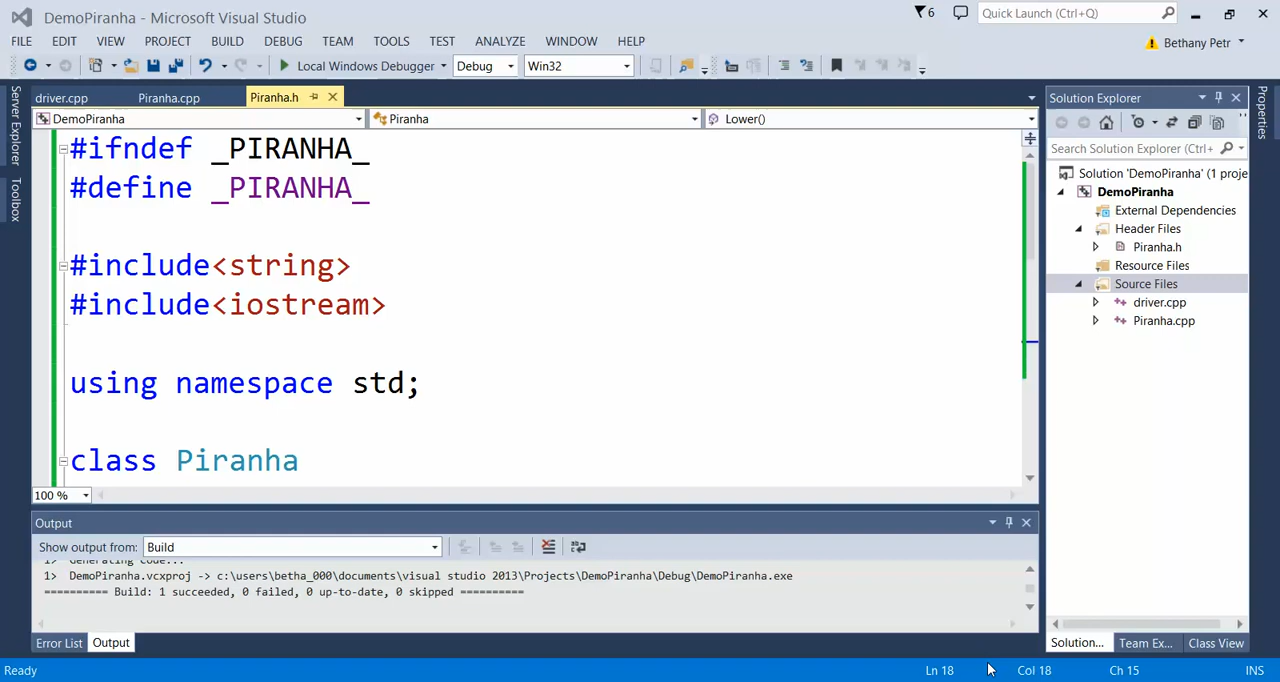 DemoPiranha - Microsoft Visual Studio
6
Quick Launch (Ctrl+Q)
FILE EDIT VIEW PROJECT BUILD DEBUG TEAM TOOLS TEST ANALYZE WINDOW HELP
Bethany Petr
Local Windows Debugger Debug Win32
Server Explorer
Toolbox
driver.cpp Piranha.cpp Piranha.h
DemoPiranha Piranha Lower()
#ifndef _PIRANHA_
#define _PIRANHA_
#include<string>
#include<iostream>
using namespace std;
class Piranha
100 %
Solution Explorer
Search Solution Explorer (Ctrl+
Solution 'DemoPiranha' (1 proje
DemoPiranha
External Dependencies
Header Files
Piranha.h
Resource Files
Source Files
driver.cpp
Piranha.cpp
Properties
Output
Show output from: Build
1> Generating code...
1> DemoPiranha.vcxproj -> c:\users\betha_000\documents\visual studio 2013\Projects\DemoPiranha\Debug\DemoPiranha.exe
========== Build: 1 succeeded, 0 failed, 0 up-to-date, 0 skipped ==========
Error List Output
Solution... Team Ex... Class View
Ready Ln 18 Col 18 Ch 15 INS